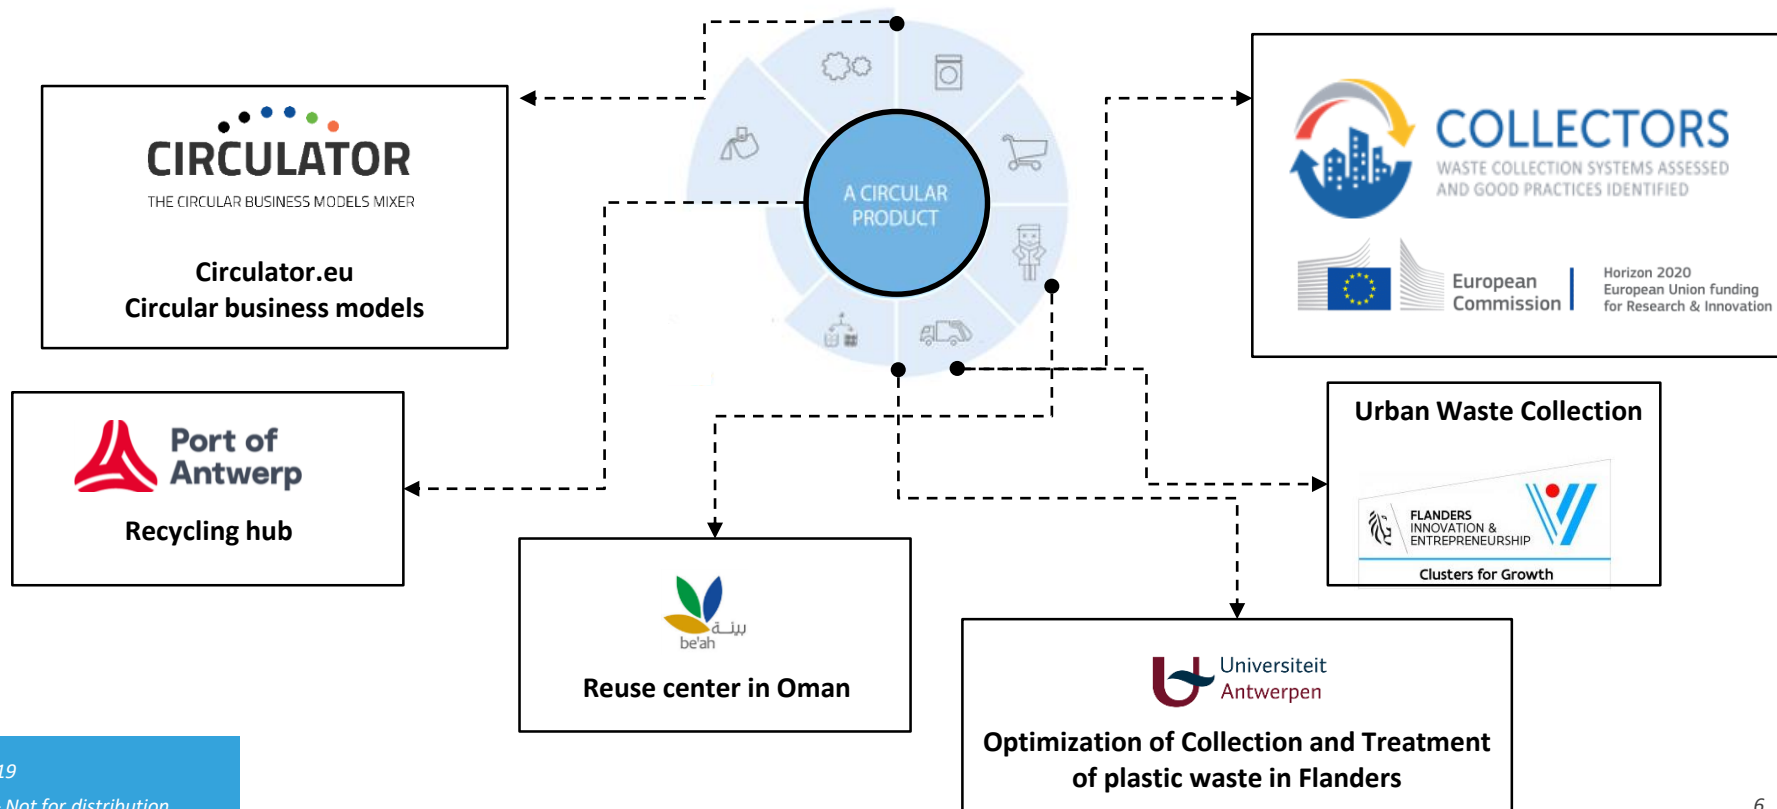 CIRCULATOR
THE CIRCULAR BUSINESS MODELS MIXER
Circulator.eu
Circular business models
A CIRCULAR
PRODUCT
COLLECTORS
WASTE COLLECTION SYSTEMS ASSESSED
AND GOOD PRACTICES IDENTIFIED
European
Commission
Horizon 2020
European Union funding
for Research & Innovation
Port of
Antwerp
Recycling hub
Urban Waste Collection
FLANDERS
INNOVATION &
ENTREPRENEURSHIP
Clusters for Growth
بيئـة
be'ah
Reuse center in Oman
Universiteit
Antwerpen
Optimization of Collection and Treatment
of plastic waste in Flanders
19
Not for distribution
6